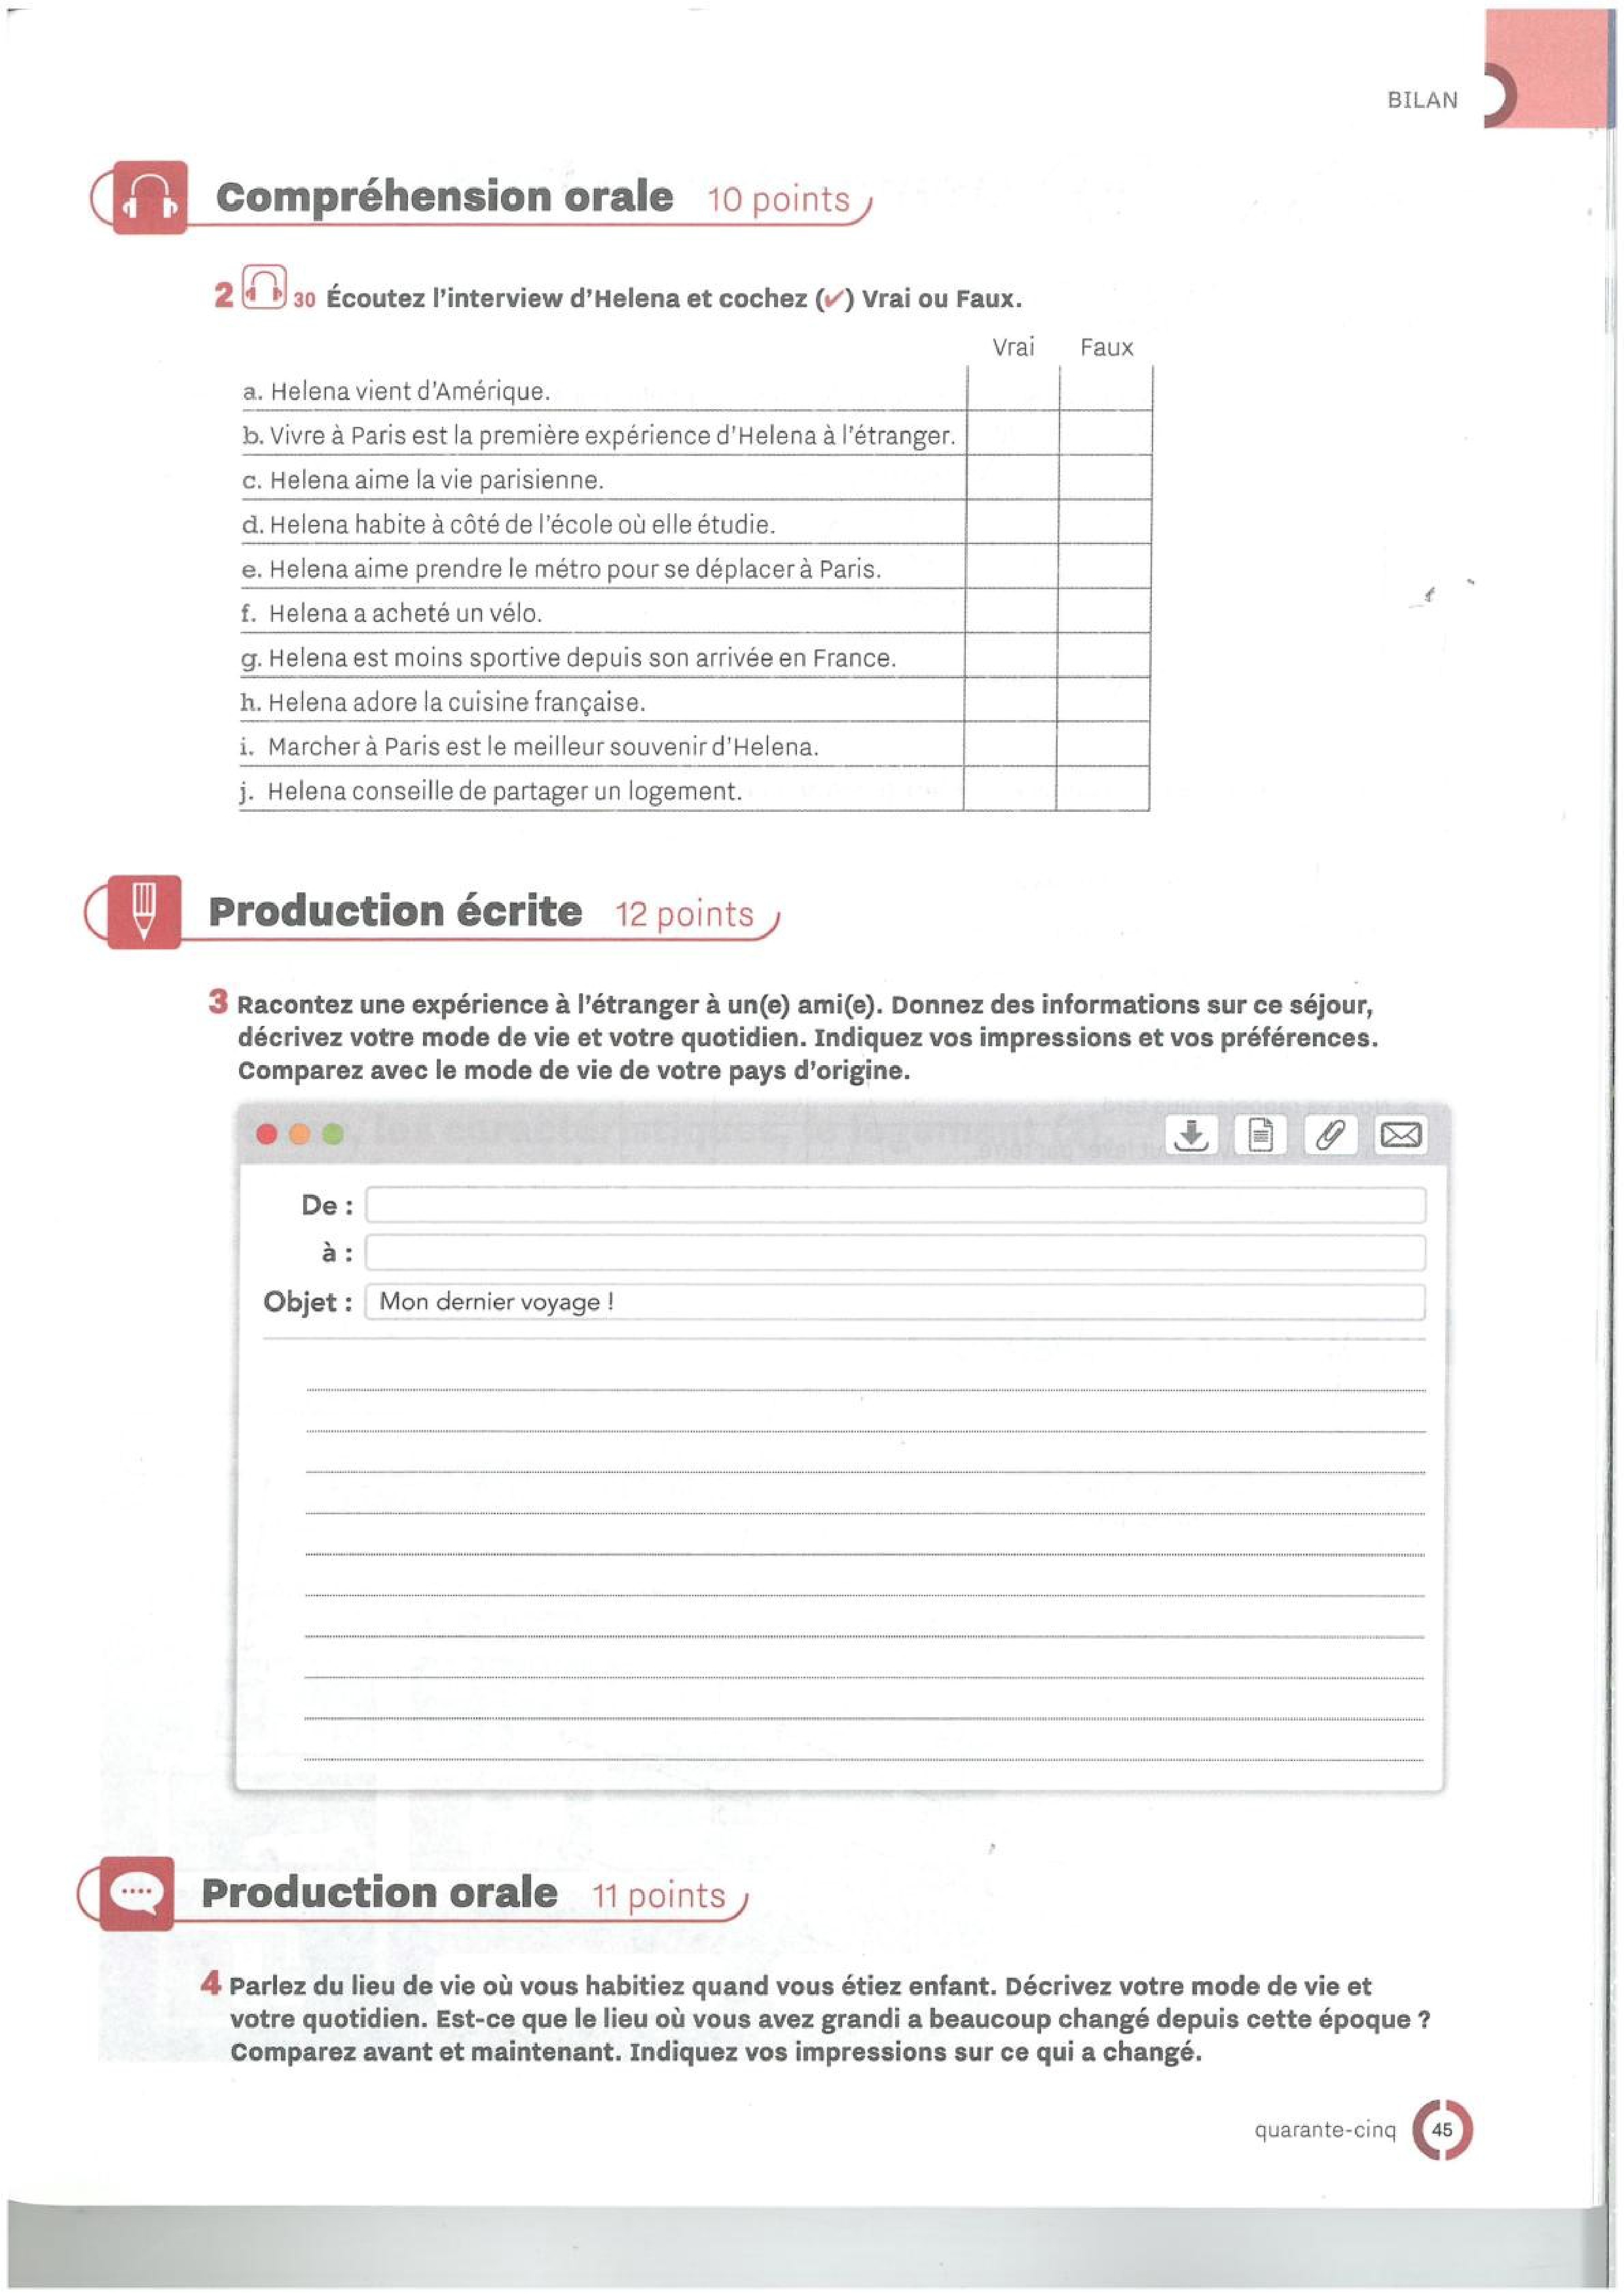 BILAN
Compréhension orale 10 points
2 30 Écoutez l'interview d'Helena et cochez (✔) Vrai ou Faux.
Vrai Faux
a. Helena vient d'Amérique.
b. Vivre à Paris est la première expérience d'Helena à l'étranger.
c. Helena aime la vie parisienne.
d. Helena habite à côté de l'école où elle étudie.
e. Helena aime prendre le métro pour se déplacer à Paris.
f. Helena a acheté un vélo.
g. Helena est moins sportive depuis son arrivée en France.
h. Helena adore la cuisine française.
i. Marcher à Paris est le meilleur souvenir d'Helena.
j. Helena conseille de partager un logement.
Production écrite 12 points
3 Racontez une expérience à l'étranger à un(e) ami(e). Donnez des informations sur ce séjour,
décrivez votre mode de vie et votre quotidien. Indiquez vos impressions et vos préférences.
Comparez avec le mode de vie de votre pays d'origine.
De :
à :
Objet : Mon dernier voyage !
Production orale 11 points
4 Parlez du lieu de vie où vous habitiez quand vous étiez enfant. Décrivez votre mode de vie et
votre quotidien. Est-ce que le lieu où vous avez grandi a beaucoup changé depuis cette époque ?
Comparez avant et maintenant. Indiquez vos impressions sur ce qui a changé.
quarante-cinq 45